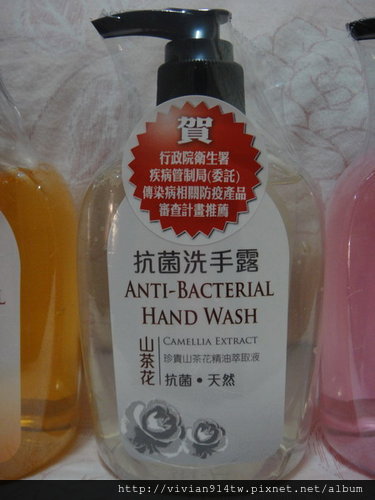 賀
行政院衛生署
疾病管制局(委託)
傳染病相關防疫產品
審查計畫推薦
抗菌洗手露
ANTI-BACTERIAL
HAND WASH
山茶花
CAMELLIA EXTRACT
珍貴山茶花精油萃取液
抗菌•天然
http://vivian914tw.pixnet.net/album